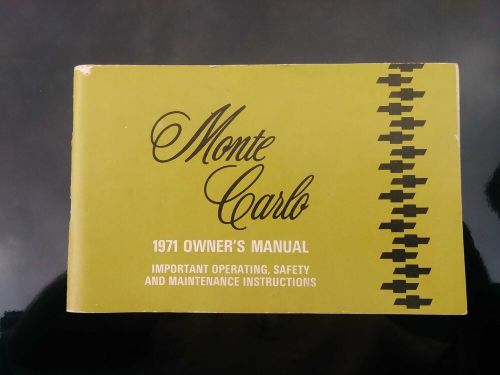 Monte
Carlo
1971 OWNER'S MANUAL
IMPORTANT OPERATING, SAFETY
AND MAINTENANCE INSTRUCTIONS